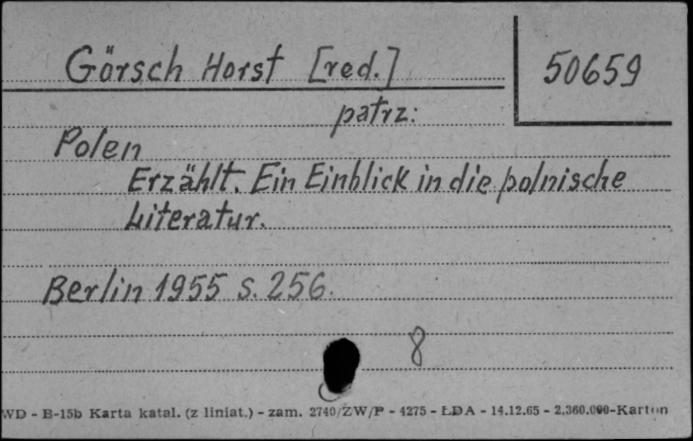 Görsch Horst [red.]
50659
patrz:
Polen
Erzählt. Ein Einblick in die polnische
Literatur.
Berlin 1955 s. 256.
8
WD - B-15b Karta katal. (z liniat.) - zam. 2740/ZW/P - 4275 - ŁDA - 14.12.65 - 2.360.000-Karton